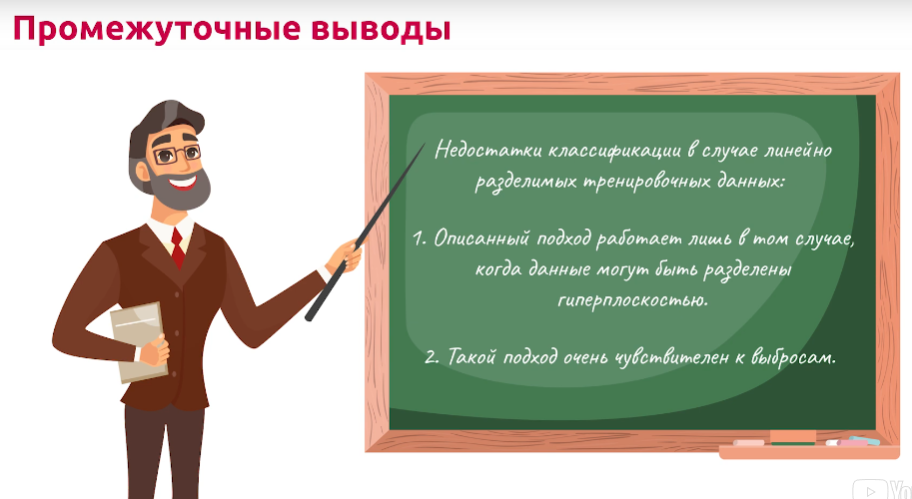 Промежуточные выводы
Недостатки классификации в случае линейно
разделимых тренировочных данных:
1. Описанный подход работает лишь в том случае,
когда данные могут быть разделены
гиперплоскостью.
2. Такой подход очень чувствителен к выбросам.